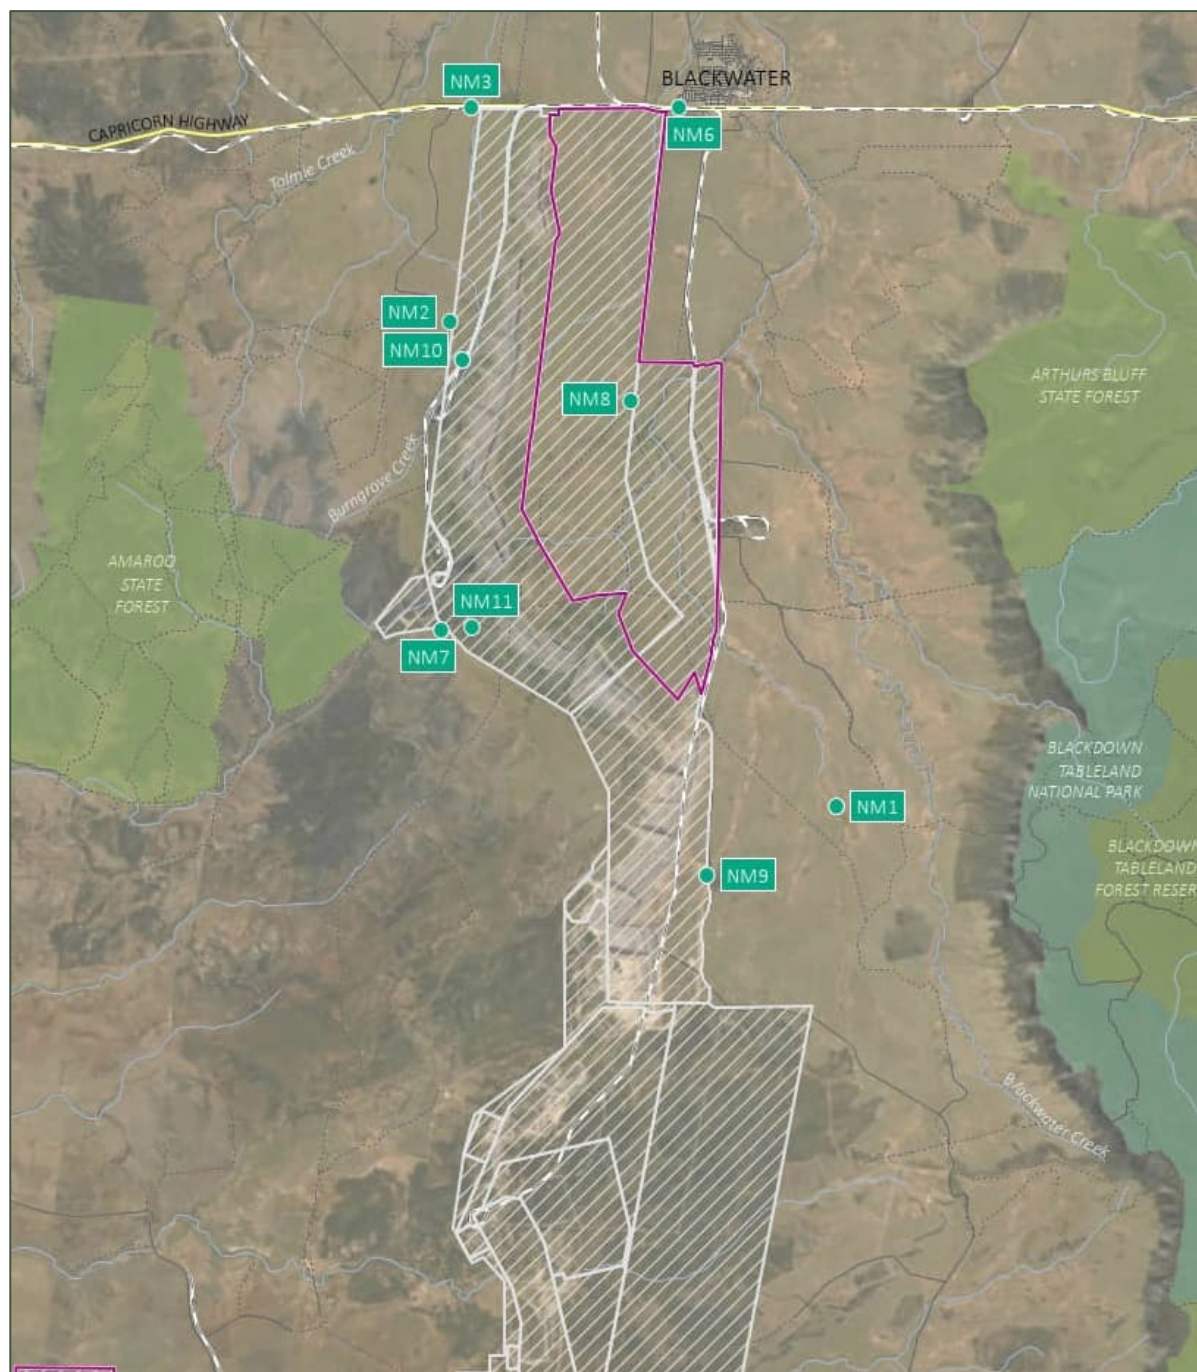 NM3
BLACKWATER
CAPRICORN HIGHWAY
NM6
Tolmie Creek
NM2
NM10
ARTHURS BLUFF
STATE FOREST
NM8
Burngrove Creek
AMAROO
STATE
FOREST
NM11
NM7
BLACKDOWN
TABLELAND
NATIONAL PARK
NM1
BLACKDOWN
TABLELAND
FOREST RESER
NM9
Blackwater Creek